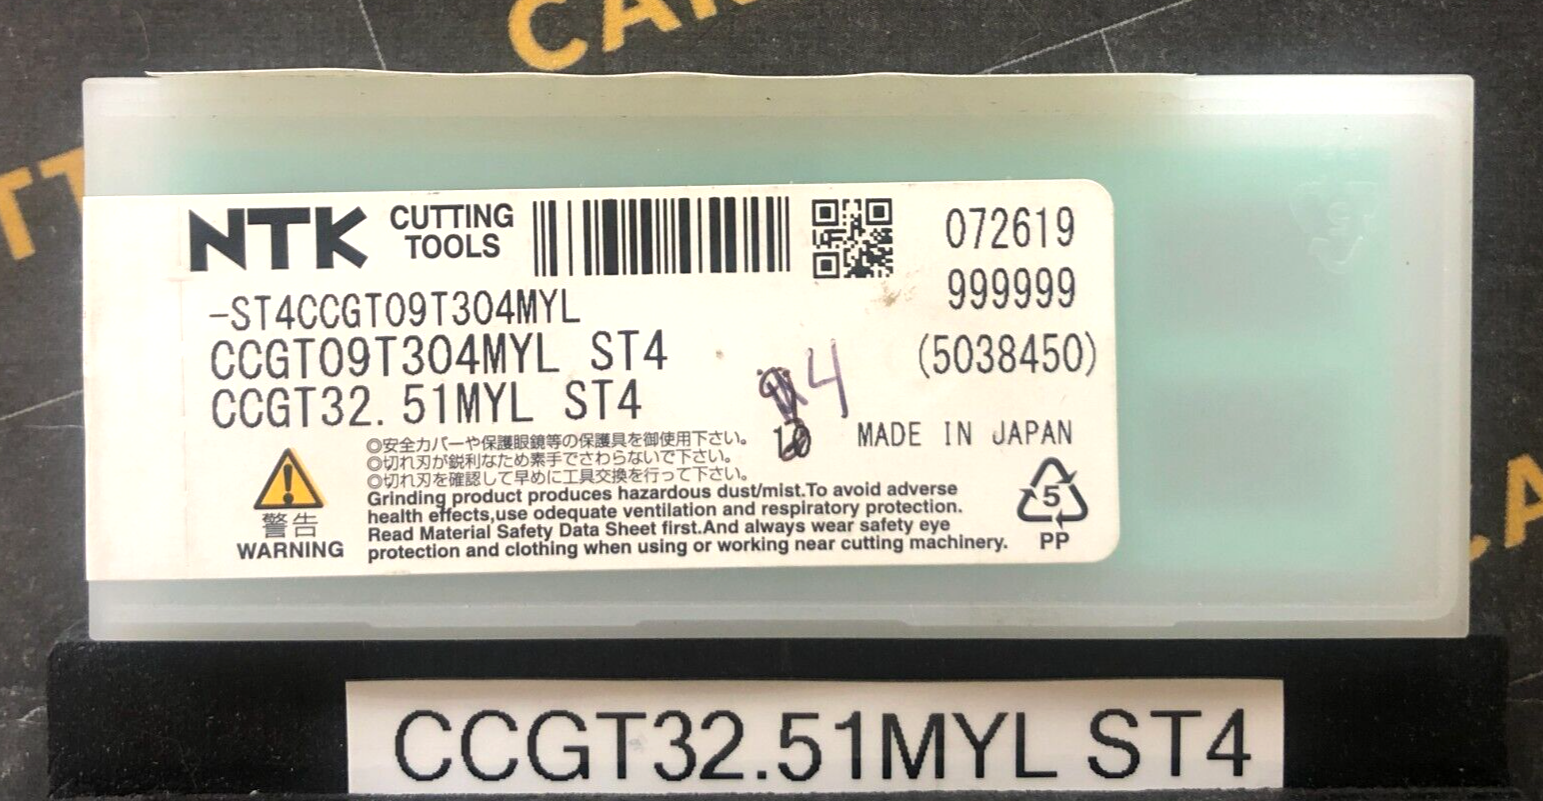 NTK CUTTING TOOLS
072619
999999
-ST4CCGT09T304MYL
CCGT09T304MYL ST4
(5038450)
CCGT32.51MYL ST4
4
MADE IN JAPAN
◎安全カバーや保護眼鏡等の保護具を御使用下さい。
◎切れ刃が鋭利なため素手でさわらないで下さい。
◎切れ刃を確認して早めに工具交換を行って下さい。
Grinding product produces hazardous dust/mist.To avoid adverse
health effects,use odequate ventilation and respiratory protection.
Read Material Safety Data Sheet first.And always wear safety eye
protection and clothing when using or working near cutting machinery.
警告
WARNING
5
PP
CCGT32.51MYL ST4